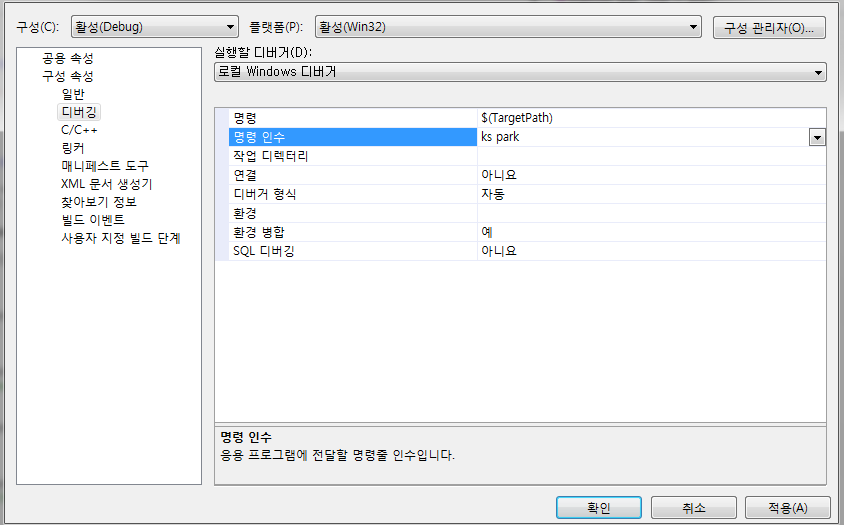 구성(C): 활성(Debug) 플랫폼(P): 활성(Win32) 구성 관리자(O)...
공용 속성
구성 속성
일반
디버깅
C/C++
링커
매니페스트 도구
XML 문서 생성기
찾아보기 정보
빌드 이벤트
사용자 지정 빌드 단계
실행할 디버거(D):
로컬 Windows 디버거
명령 $(TargetPath)
명령 인수 ks park
작업 디렉터리
연결 아니요
디버거 형식 자동
환경
환경 병합 예
SQL 디버깅 아니요
명령 인수
응용 프로그램에 전달할 명령줄 인수입니다.
확인 취소 적용(A)